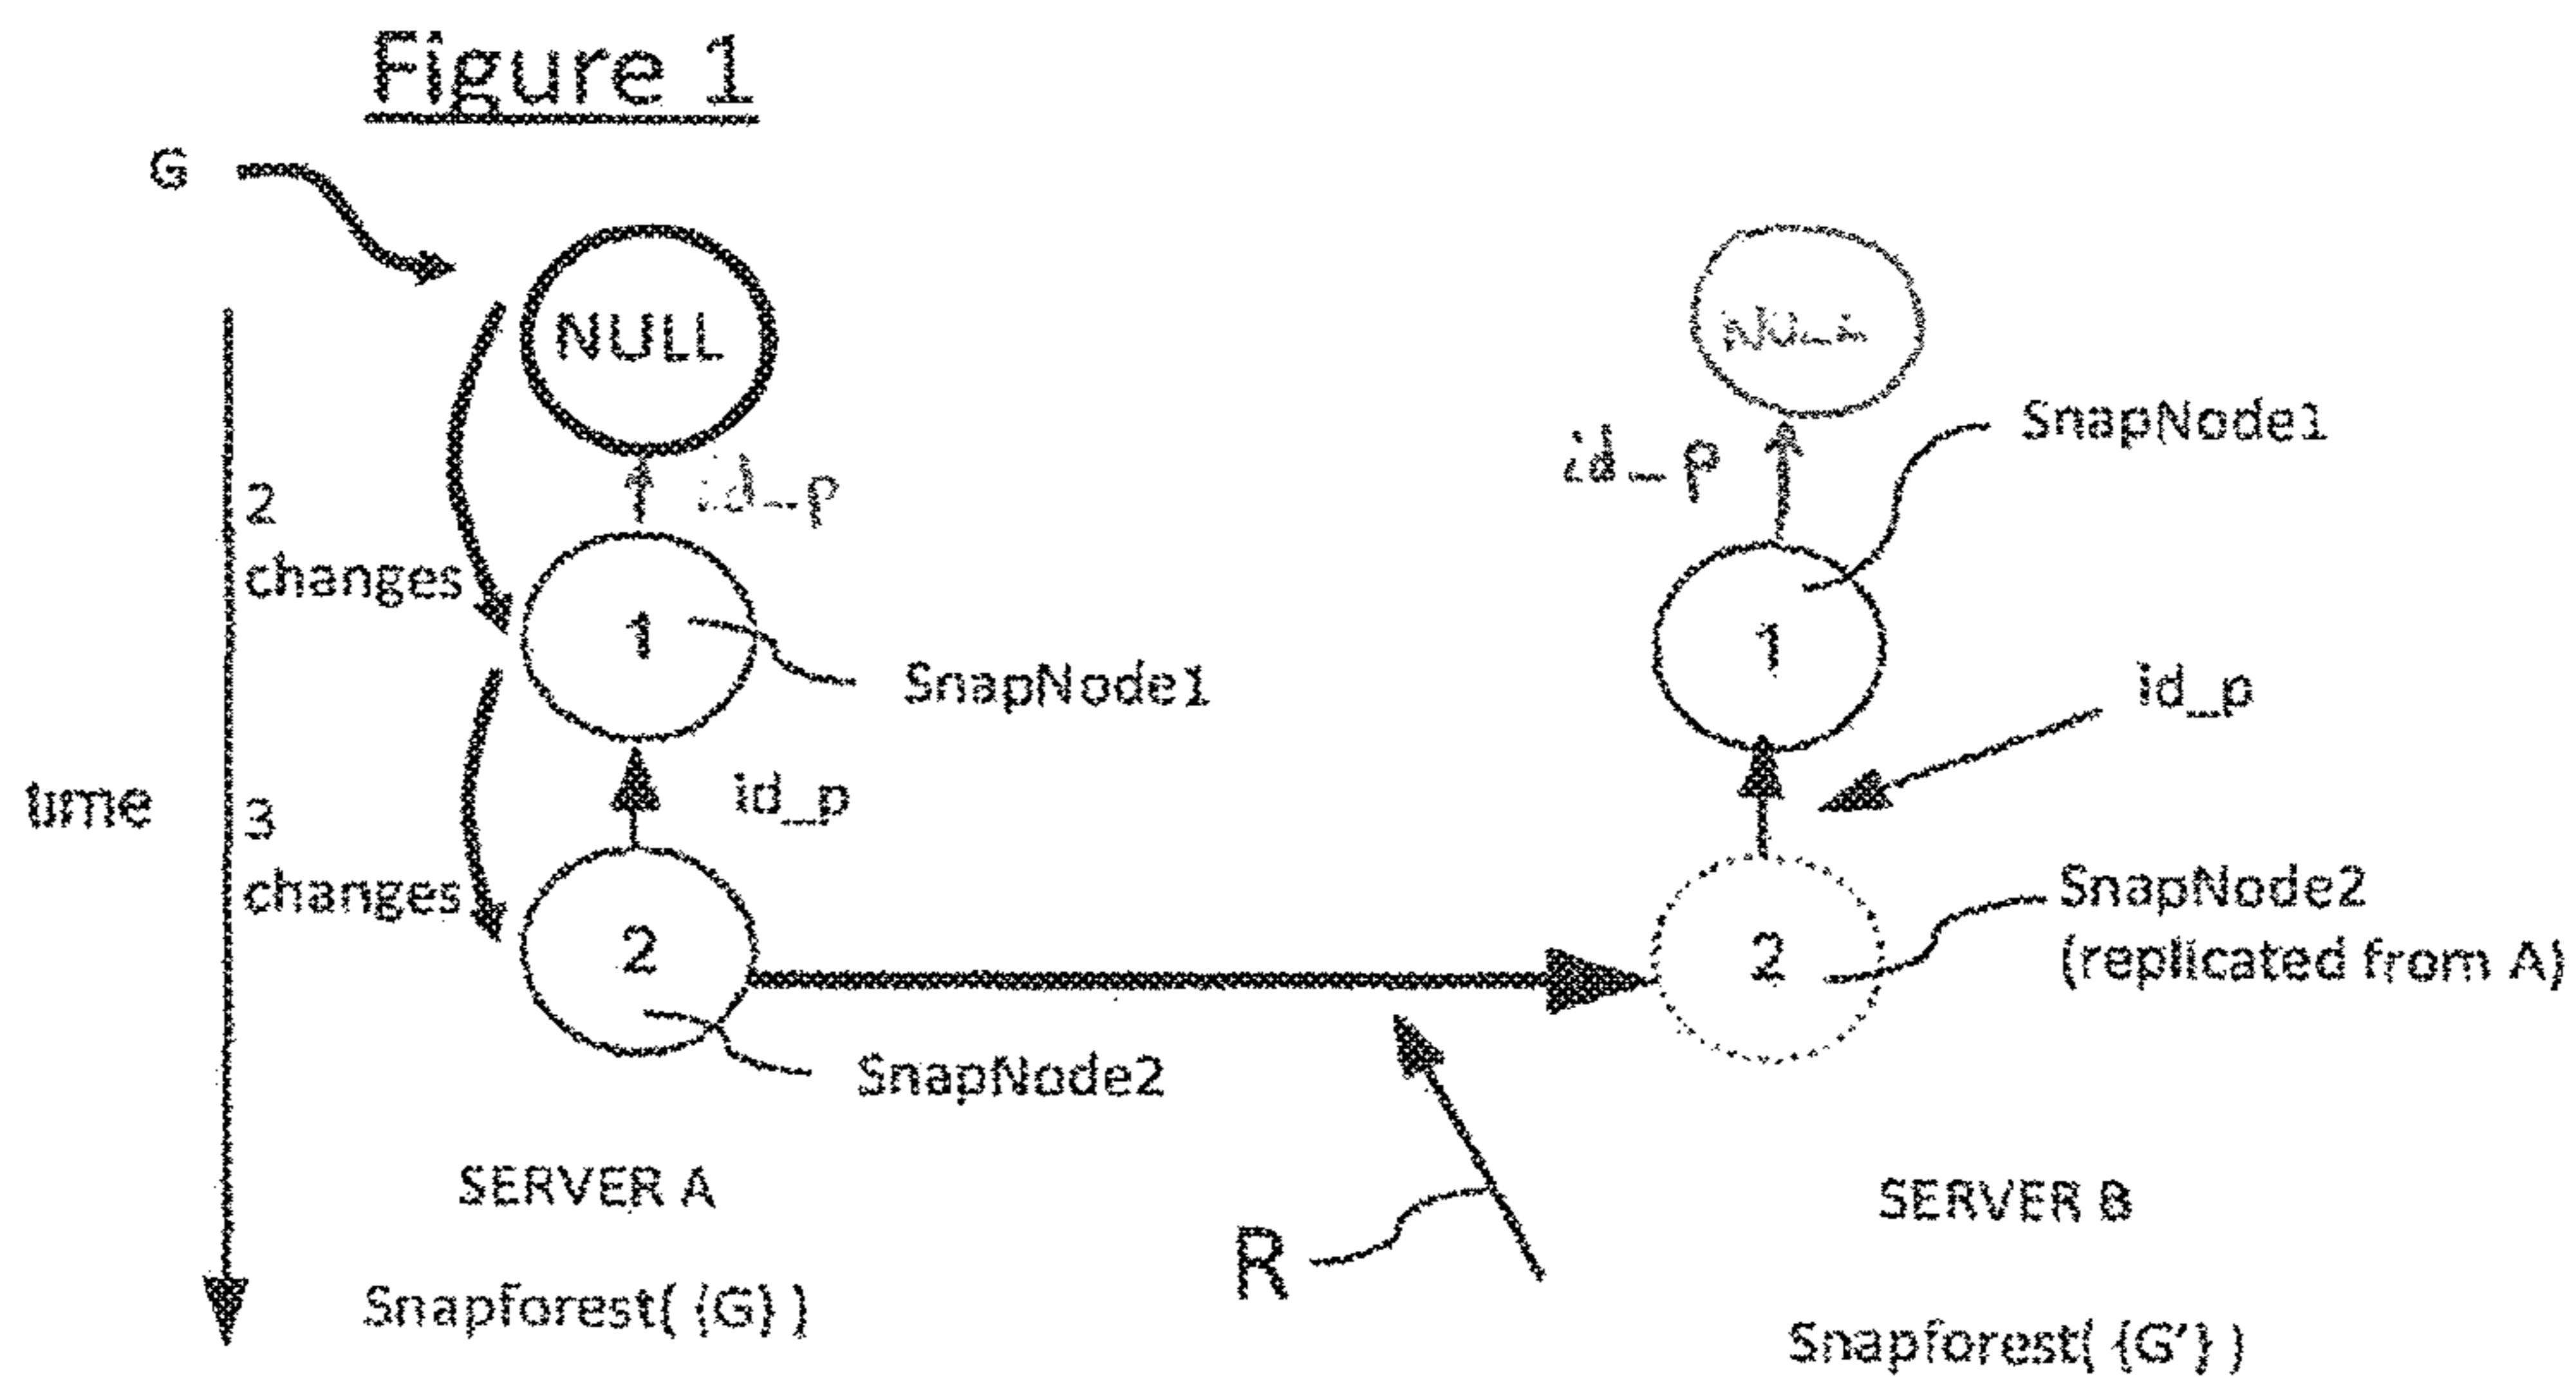 Figure 1
G
NULL
id_p
id_p
SnapNode1
2
changes
1
1
SnapNode1
id_p
time
3
changes
id_p
2
2
SnapNode2
(replicated from A)
SnapNode2
SERVER A
SERVER B
R
Snapforest( {G} )
Snapforest( {G’} )